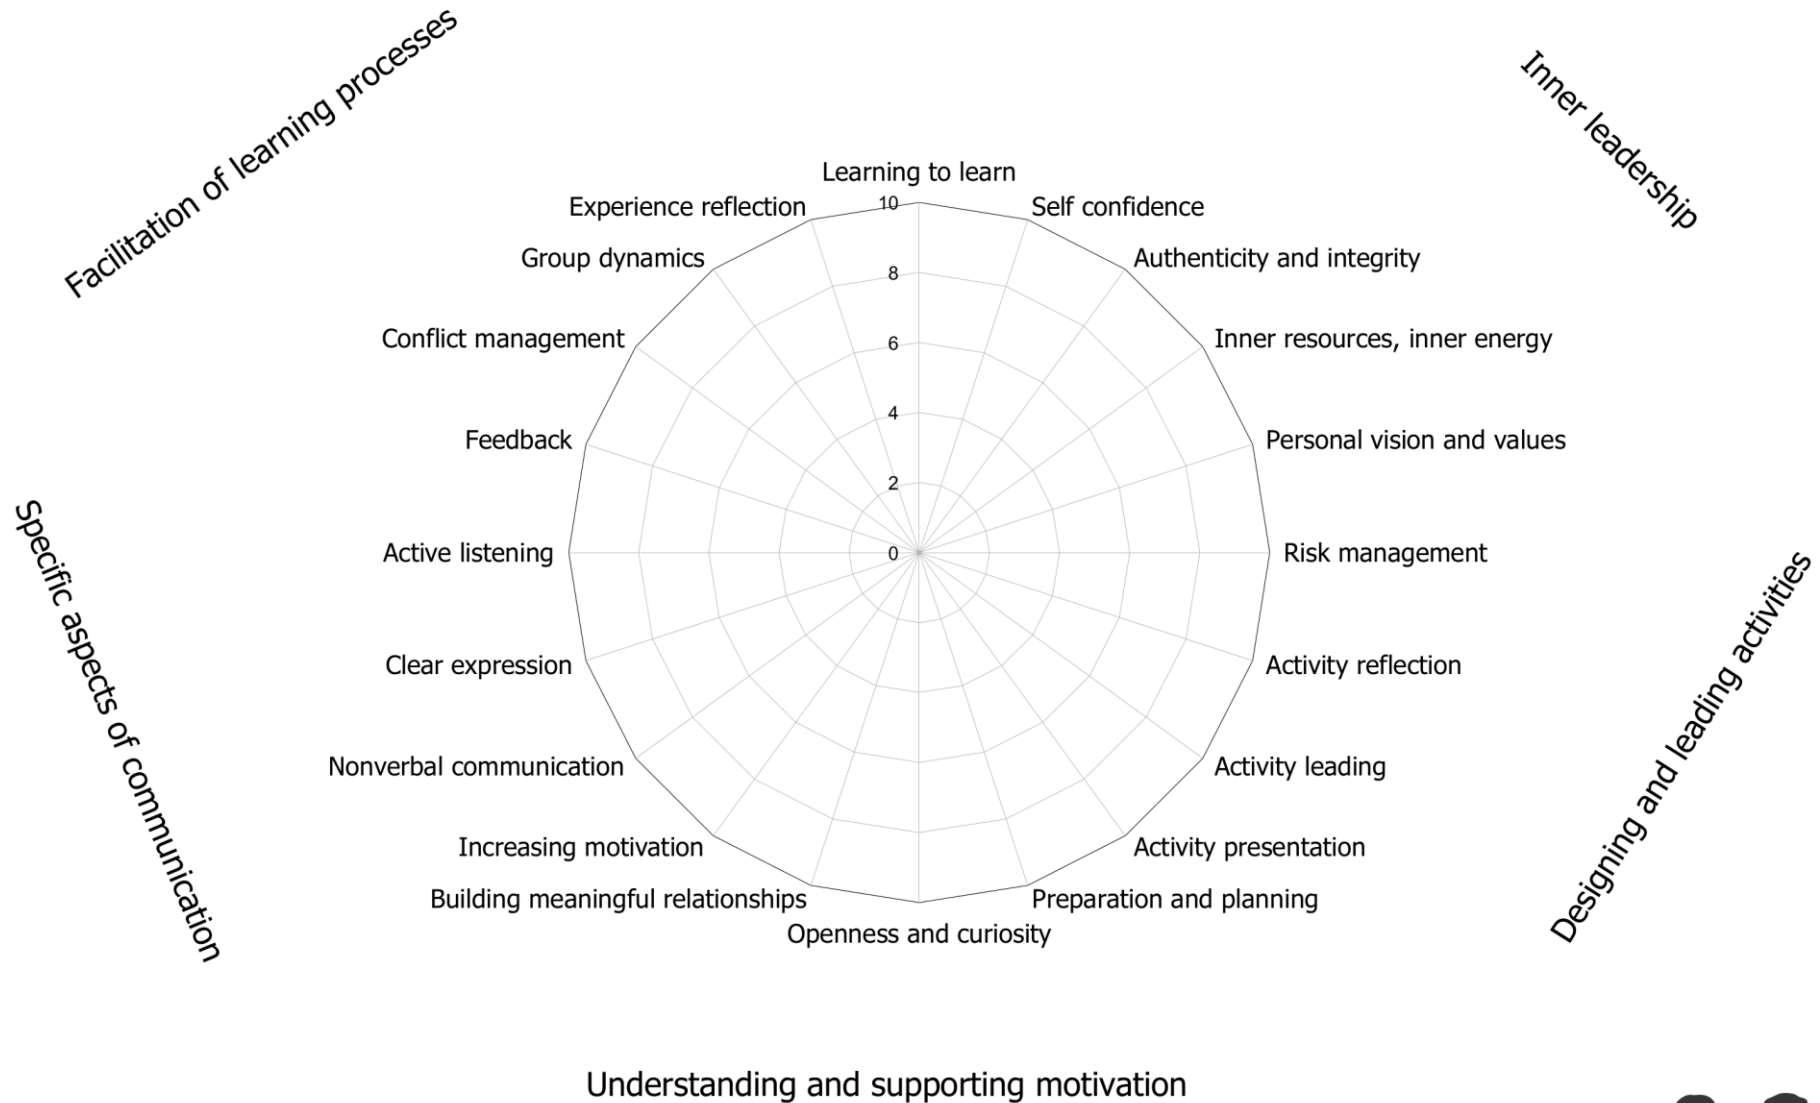 Facilitation of learning processes
Inner leadership
Learning to learn
Experience reflection
10
Self confidence
Group dynamics
Authenticity and integrity
8
Conflict management
6
Inner resources, inner energy
4
Feedback
Personal vision and values
2
Active listening
0
Risk management
Specific aspects of communication
Designing and leading activities
Clear expression
Activity reflection
Nonverbal communication
Activity leading
Increasing motivation
Activity presentation
Building meaningful relationships
Preparation and planning
Openness and curiosity
Understanding and supporting motivation